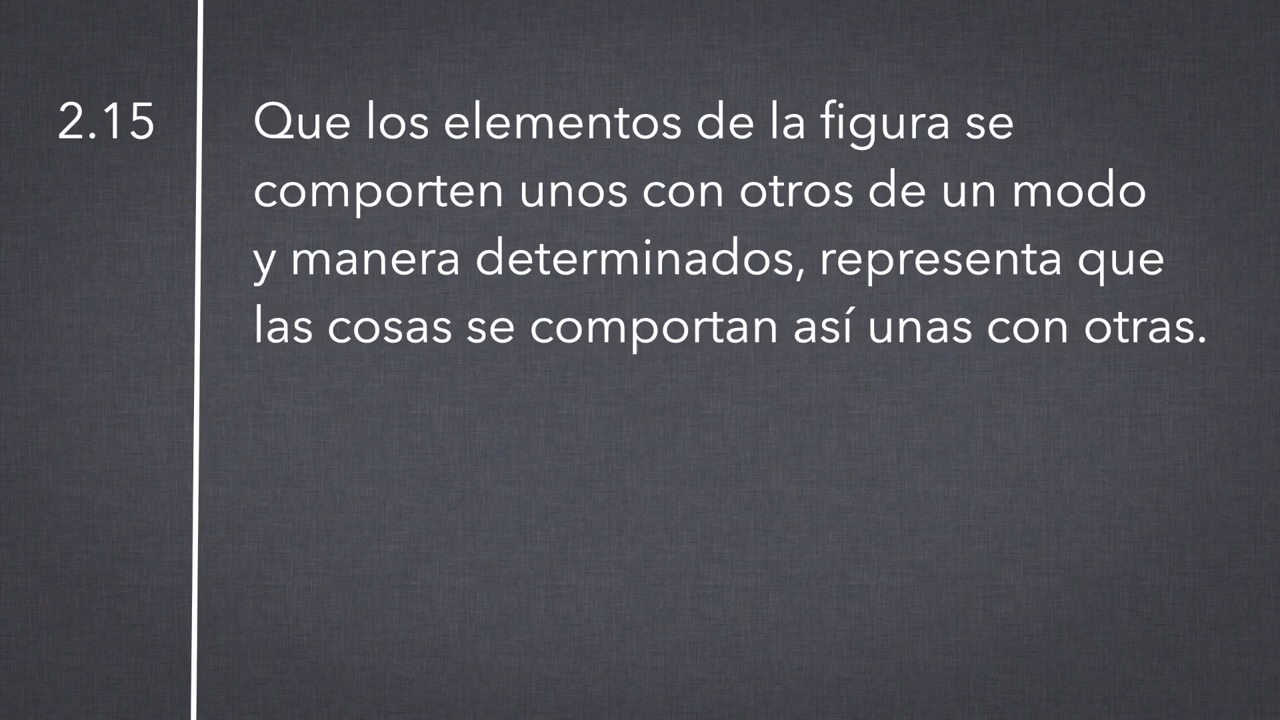 2.15
Que los elementos de la figura se
comporten unos con otros de un modo
y manera determinados, representa que
las cosas se comportan así unas con otras.